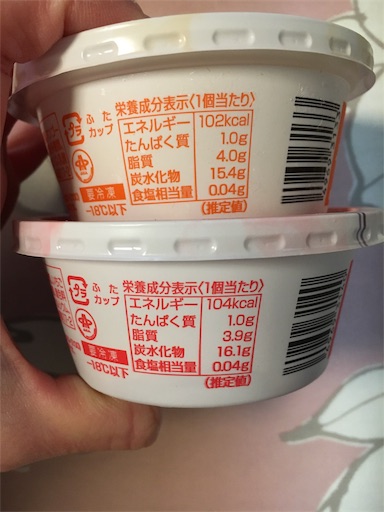 ふた
カップ
プラ
栄養成分表示〈1個当たり〉
エネルギー 102kcal
たんぱく質 1.0g
脂質 4.0g
炭水化物 15.4g
食塩相当量 0.04g
(推定値)
要冷凍
-18℃以下
ふた
カップ
プラ
栄養成分表示〈1個当たり〉
エネルギー 104kcal
たんぱく質 1.0g
脂質 3.9g
炭水化物 16.1g
食塩相当量 0.04g
(推定値)
要冷凍
-18℃以下